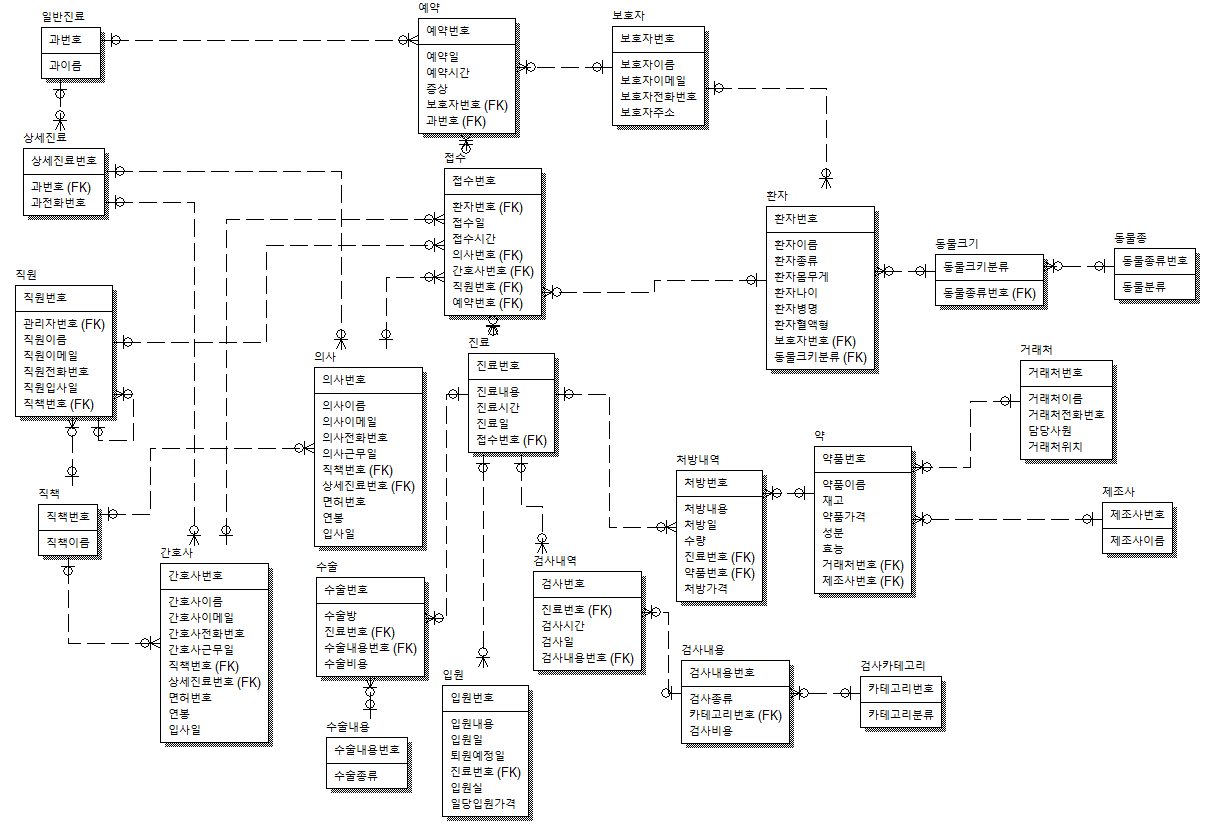 일반진료
과번호
과이름
예약
예약번호
예약일
예약시간
증상
보호자번호 (FK)
과번호 (FK)
보호자
보호자번호
보호자이름
보호자이메일
보호자전화번호
보호자주소
상세진료
상세진료번호
과번호 (FK)
과전화번호
접수
접수번호
환자번호 (FK)
접수일
접수시간
의사번호 (FK)
간호사번호 (FK)
직원번호 (FK)
예약번호 (FK)
환자
환자번호
환자이름
환자종류
환자몸무게
환자나이
환자병명
환자혈액형
보호자번호 (FK)
동물크키분류 (FK)
동물크기
동물크키분류
동물종류번호 (FK)
동물종
동물종류번호
동물분류
직원
직원번호
관리자번호 (FK)
직원이름
직원이메일
직원전화번호
직원입사일
직책번호 (FK)
의사
의사번호
의사이름
의사이메일
의사전화번호
의사근무일
직책번호 (FK)
상세진료번호 (FK)
면허번호
연봉
입사일
진료
진료번호
진료내용
진료시간
진료일
접수번호 (FK)
거래처
거래처번호
거래처이름
거래처전화번호
담당사원
거래처위치
약
약품번호
약품이름
재고
약품가격
성분
효능
거래처번호 (FK)
제조사번호 (FK)
처방내역
처방번호
처방내용
처방일
수량
진료번호 (FK)
약품번호 (FK)
처방가격
제조사
제조사번호
제조사이름
직책
직책번호
직책이름
간호사
간호사번호
간호사이름
간호사이메일
간호사전화번호
간호사근무일
직책번호 (FK)
상세진료번호 (FK)
면허번호
연봉
입사일
수술
수술번호
수술방
진료번호 (FK)
수술내용번호 (FK)
수술비용
검사내역
검사번호
진료번호 (FK)
검사시간
검사일
검사내용번호 (FK)
입원
입원번호
입원내용
입원일
퇴원예정일
진료번호 (FK)
입원실
일당입원가격
검사내용
검사내용번호
검사종류
카테고리번호 (FK)
검사비용
검사카테고리
카테고리번호
카테고리분류
수술내용
수술내용번호
수술종류